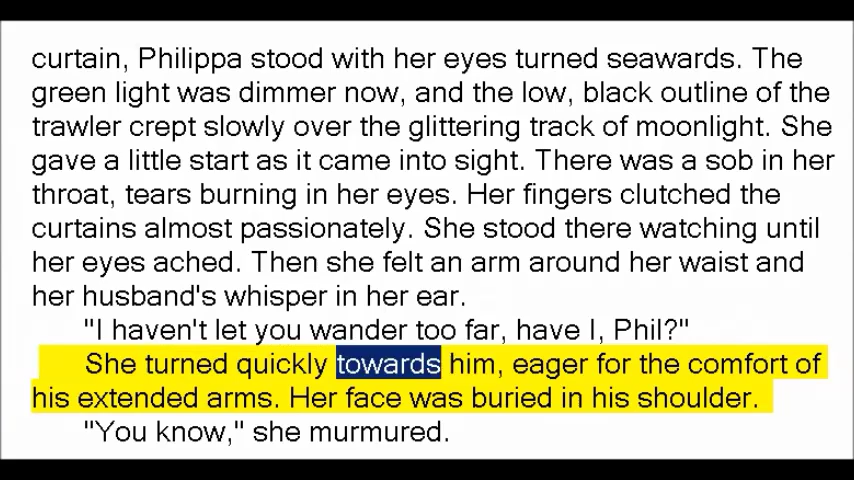 curtain, Philippa stood with her eyes turned seawards. The
green light was dimmer now, and the low, black outline of the
trawler crept slowly over the glittering track of moonlight. She
gave a little start as it came into sight. There was a sob in her
throat, tears burning in her eyes. Her fingers clutched the
curtains almost passionately. She stood there watching until
her eyes ached. Then she felt an arm around her waist and
her husband's whisper in her ear.
"I haven't let you wander too far, have I, Phil?"
She turned quickly towards him, eager for the comfort of
his extended arms. Her face was buried in his shoulder.
"You know," she murmured.